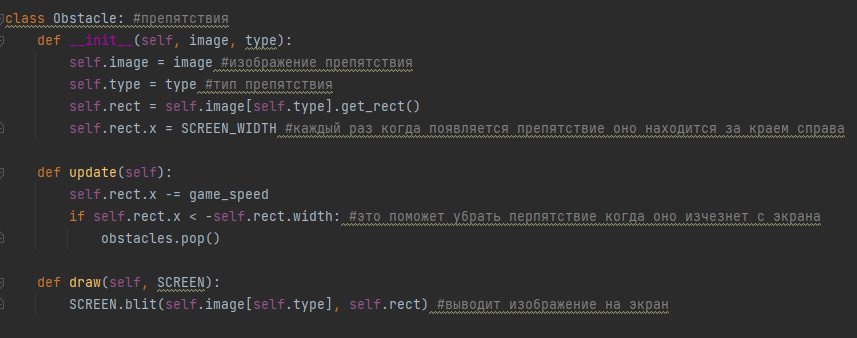 class Obstacle: #препятствия
def __init__(self, image, type):
self.image = image #изображение препятствия
self.type = type #тип препятствия
self.rect = self.image[self.type].get_rect()
self.rect.x = SCREEN_WIDTH #каждый раз когда появляется препятствие оно находится за краем справа
def update(self):
self.rect.x -= game_speed
if self.rect.x < -self.rect.width: #это поможет убрать перпятствие когда оно изчезнет с экрана
obstacles.pop()
def draw(self, SCREEN):
SCREEN.blit(self.image[self.type], self.rect) #выводит изображение на экран